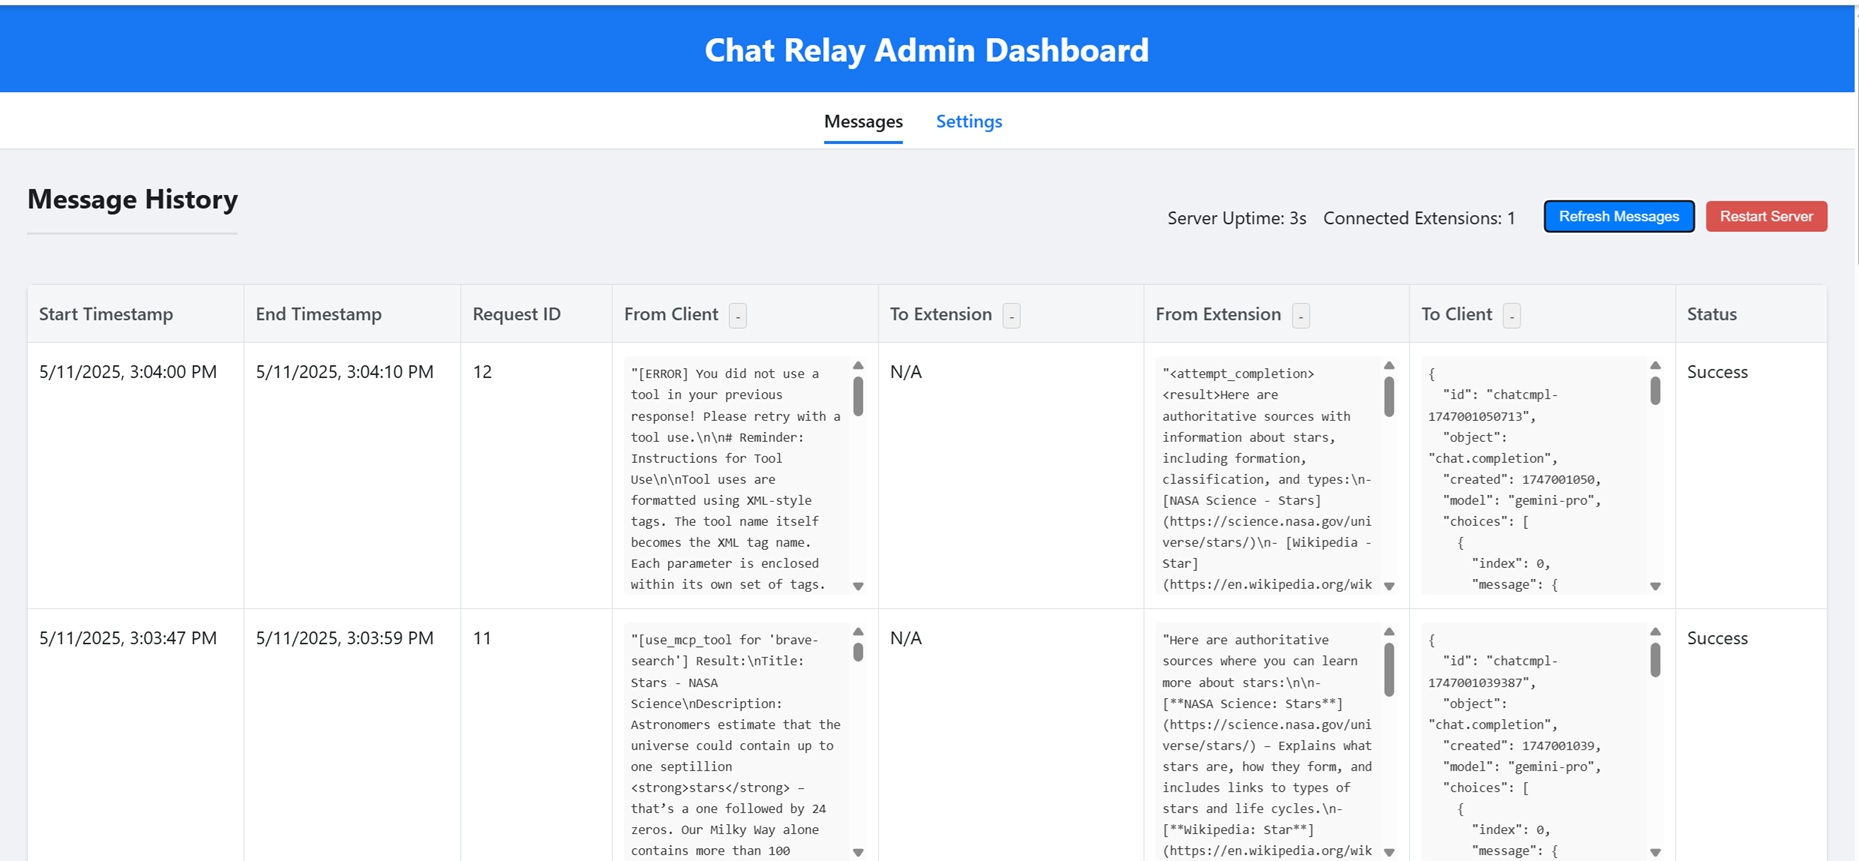 Chat Relay Admin Dashboard
Messages Settings
Message History
Server Uptime: 3s Connected Extensions: 1 Refresh Messages Restart Server
Start Timestamp End Timestamp Request ID From Client - To Extension - From Extension - To Client - Status
5/11/2025, 3:04:00 PM 5/11/2025, 3:04:10 PM 12
"[ERROR] You did not use a
tool in your previous
response! Please retry with a
tool use.\n\n# Reminder:
Instructions for Tool
Use\n\nTool uses are
formatted using XML-style
tags. The tool name itself
becomes the XML tag name.
Each parameter is enclosed
within its own set of tags.
N/A
"<attempt_completion>
<result>Here are
authoritative sources with
information about stars,
including formation,
classification, and types:\n-
[NASA Science - Stars]
(https://science.nasa.gov/uni
verse/stars/)\n- [Wikipedia -
Star]
(https://en.wikipedia.org/wik
{
"id": "chatcmpl-
1747001050713",
"object":
"chat.completion",
"created": 1747001050,
"model": "gemini-pro",
"choices": [
{
"index": 0,
"message": {
Success
5/11/2025, 3:03:47 PM 5/11/2025, 3:03:59 PM 11
"[use_mcp_tool for 'brave-
search'] Result:\nTitle:
Stars - NASA
Science\nDescription:
Astronomers estimate that the
universe could contain up to
one septillion
<strong>stars</strong> –
that’s a one followed by 24
zeros. Our Milky Way alone
contains more than 100
N/A
"Here are authoritative
sources where you can learn
more about stars:\n\n-
[**NASA Science: Stars**]
(https://science.nasa.gov/uni
verse/stars/) – Explains what
stars are, how they form, and
includes links to types of
stars and life cycles.\n-
[**Wikipedia: Star**]
(https://en.wikipedia.org/wik
{
"id": "chatcmpl-
1747001039387",
"object":
"chat.completion",
"created": 1747001039,
"model": "gemini-pro",
"choices": [
{
"index": 0,
"message": {
Success